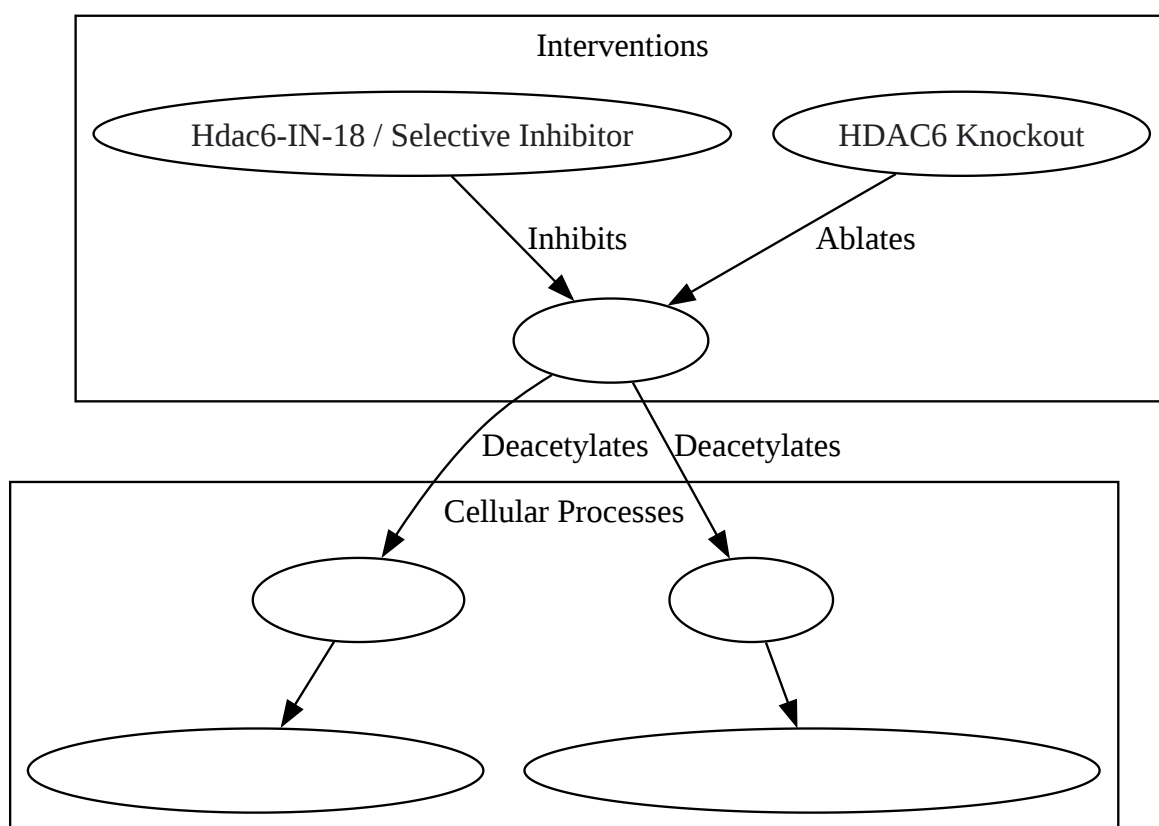 Interventions
Hdac6-IN-18 / Selective Inhibitor
HDAC6 Knockout
Inhibits
Ablates
Deacetylates
Deacetylates
Cellular Processes